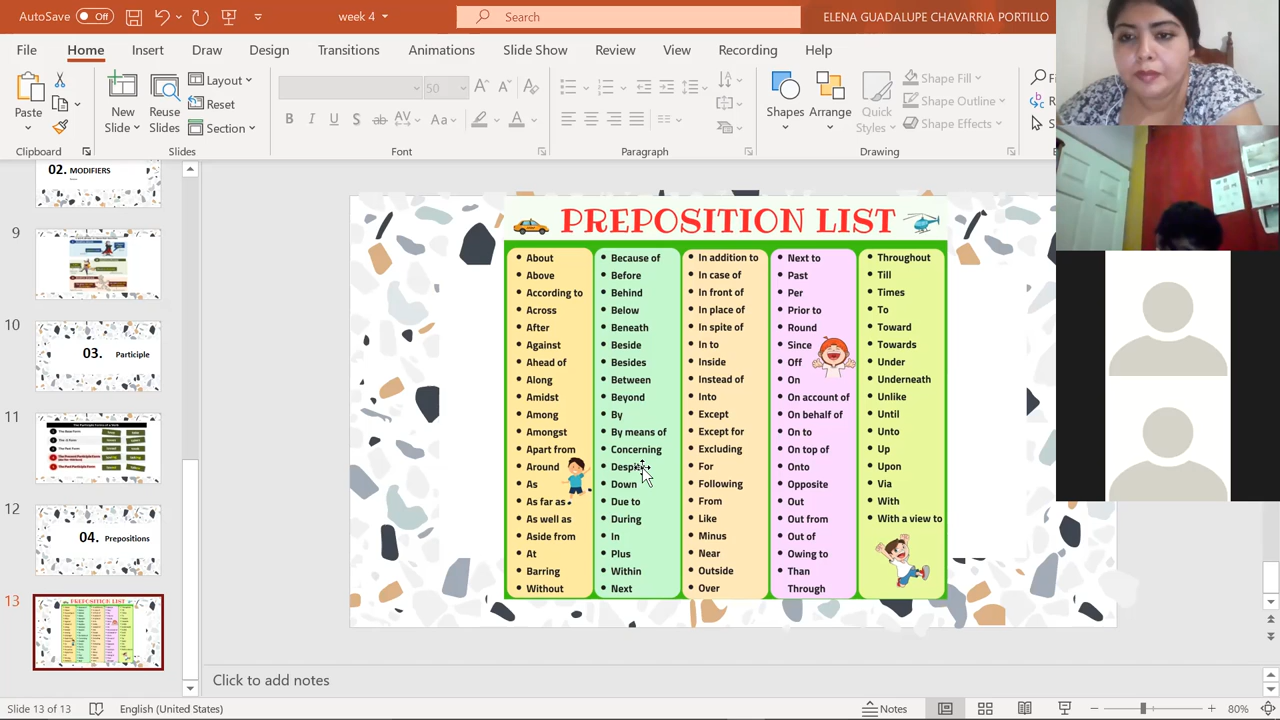 AutoSave Off week 4 Search ELENA GUADALUPE CHAVARRIA PORTILLO
File Home Insert Draw Design Transitions Animations Slide Show Review View Recording Help
Paste
Clipboard
New Slide
Reuse Slides
Layout
Reset
Section
Slides
Font
Paragraph
Shapes
Arrange
Quick Styles
Shape Fill
Shape Outline
Shape Effects
Drawing
02. MODIFIERS
9
10
03. Participle
11
12
04. Prepositions
13
PREPOSITION LIST
About
Above
According to
Across
After
Against
Ahead of
Along
Amidst
Among
Amongst
Apart from
Around
As
As far as
As well as
Aside from
At
Barring
Without
Because of
Before
Behind
Below
Beneath
Beside
Besides
Between
Beyond
By
By means of
Concerning
Despite
Down
Due to
During
In
Plus
Within
Next
In addition to
In case of
In front of
In place of
In spite of
In to
Inside
Instead of
Into
Except
Except for
Excluding
For
Following
From
Like
Minus
Near
Outside
Over
Next to
Past
Per
Prior to
Round
Since
Off
On
On account of
On behalf of
On to
On top of
Onto
Opposite
Out
Out from
Out of
Owing to
Than
Through
Throughout
Till
Times
To
Toward
Towards
Under
Underneath
Unlike
Until
Unto
Up
Upon
Via
With
With a view to
Click to add notes
Slide 13 of 13 English (United States) Notes 80%